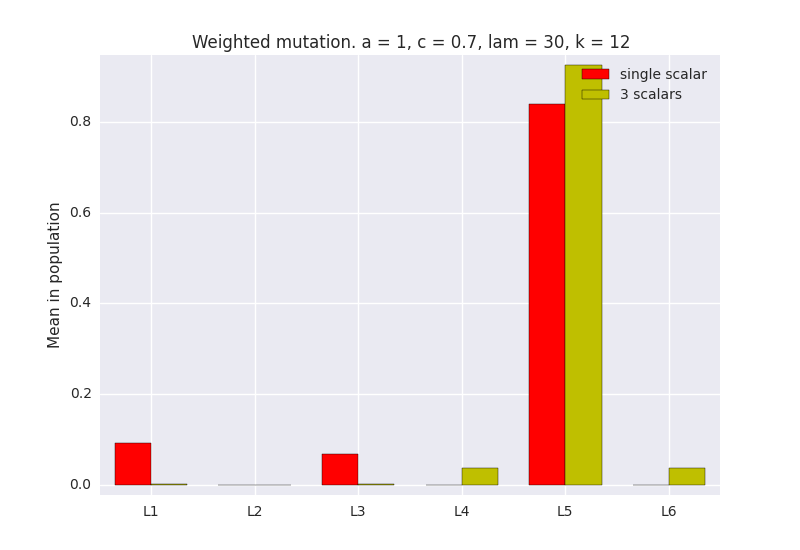 Weighted mutation. a = 1, c = 0.7, lam = 30, k = 12
single scalar
3 scalars
Mean in population
0.8
0.6
0.4
0.2
0.0
L1 L2 L3 L4 L5 L6